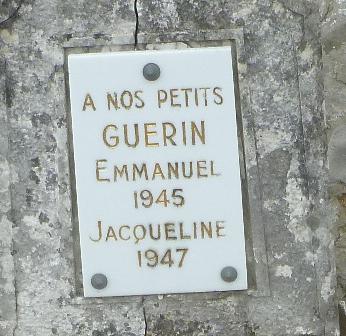 A NOS PETITS
GUERIN
EMMANUEL
1945
JACQUELINE
1947